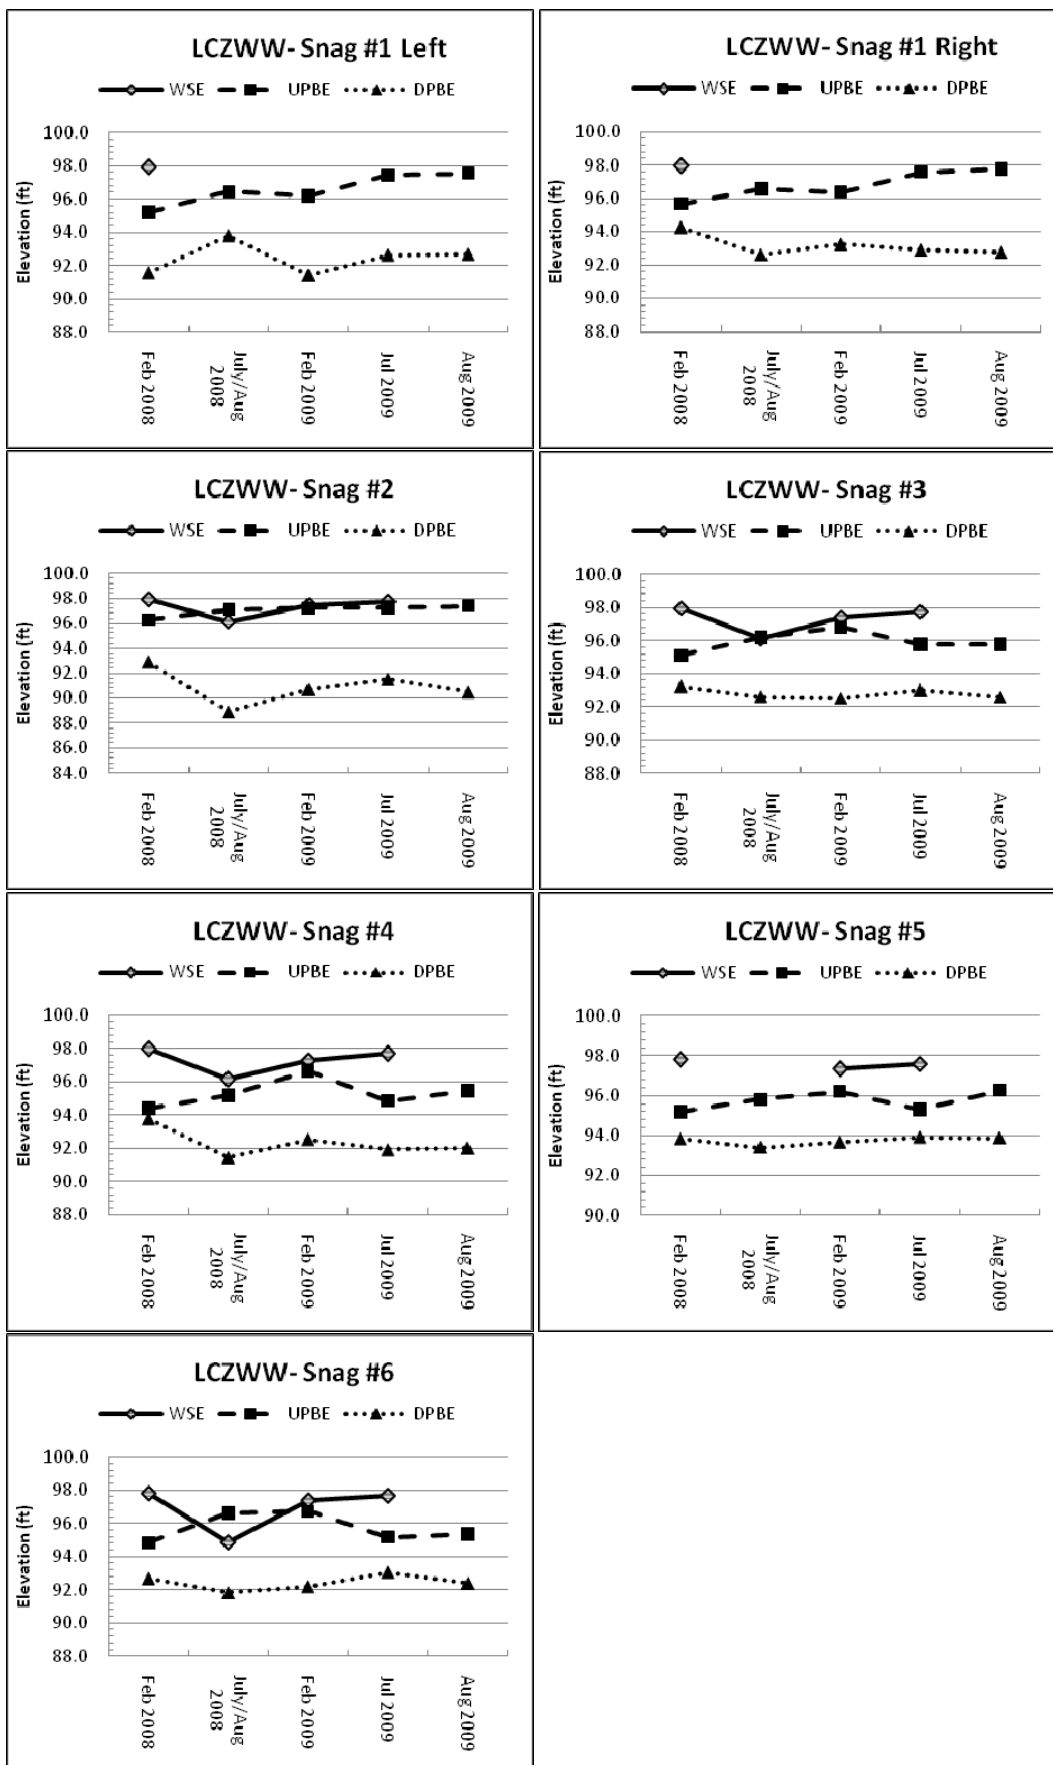 LCZWW- Snag #1 Left
WSE UPBE DPBE
Elevation (ft)
100.0
98.0
96.0
94.0
92.0
90.0
88.0
Feb 2008
July/Aug
2008
Feb 2009
Jul 2009
Aug 2009
LCZWW- Snag #1 Right
WSE UPBE DPBE
Elevation (ft)
100.0
98.0
96.0
94.0
92.0
90.0
88.0
Feb 2008
July/Aug
2008
Feb 2009
Jul 2009
Aug 2009
LCZWW- Snag #2
WSE UPBE DPBE
Elevation (ft)
100.0
98.0
96.0
94.0
92.0
90.0
88.0
86.0
84.0
Feb 2008
July/Aug
2008
Feb 2009
Jul 2009
Aug 2009
LCZWW- Snag #3
WSE UPBE DPBE
Elevation (ft)
100.0
98.0
96.0
94.0
92.0
90.0
88.0
Feb 2008
July/Aug
2008
Feb 2009
Jul 2009
Aug 2009
LCZWW- Snag #4
WSE UPBE DPBE
Elevation (ft)
100.0
98.0
96.0
94.0
92.0
90.0
88.0
Feb 2008
July/Aug
2008
Feb 2009
Jul 2009
Aug 2009
LCZWW- Snag #5
WSE UPBE DPBE
Elevation (ft)
100.0
98.0
96.0
94.0
92.0
90.0
Feb 2008
July/Aug
2008
Feb 2009
Jul 2009
Aug 2009
LCZWW- Snag #6
WSE UPBE DPBE
Elevation (ft)
100.0
98.0
96.0
94.0
92.0
90.0
88.0
Feb 2008
July/Aug
2008
Feb 2009
Jul 2009
Aug 2009